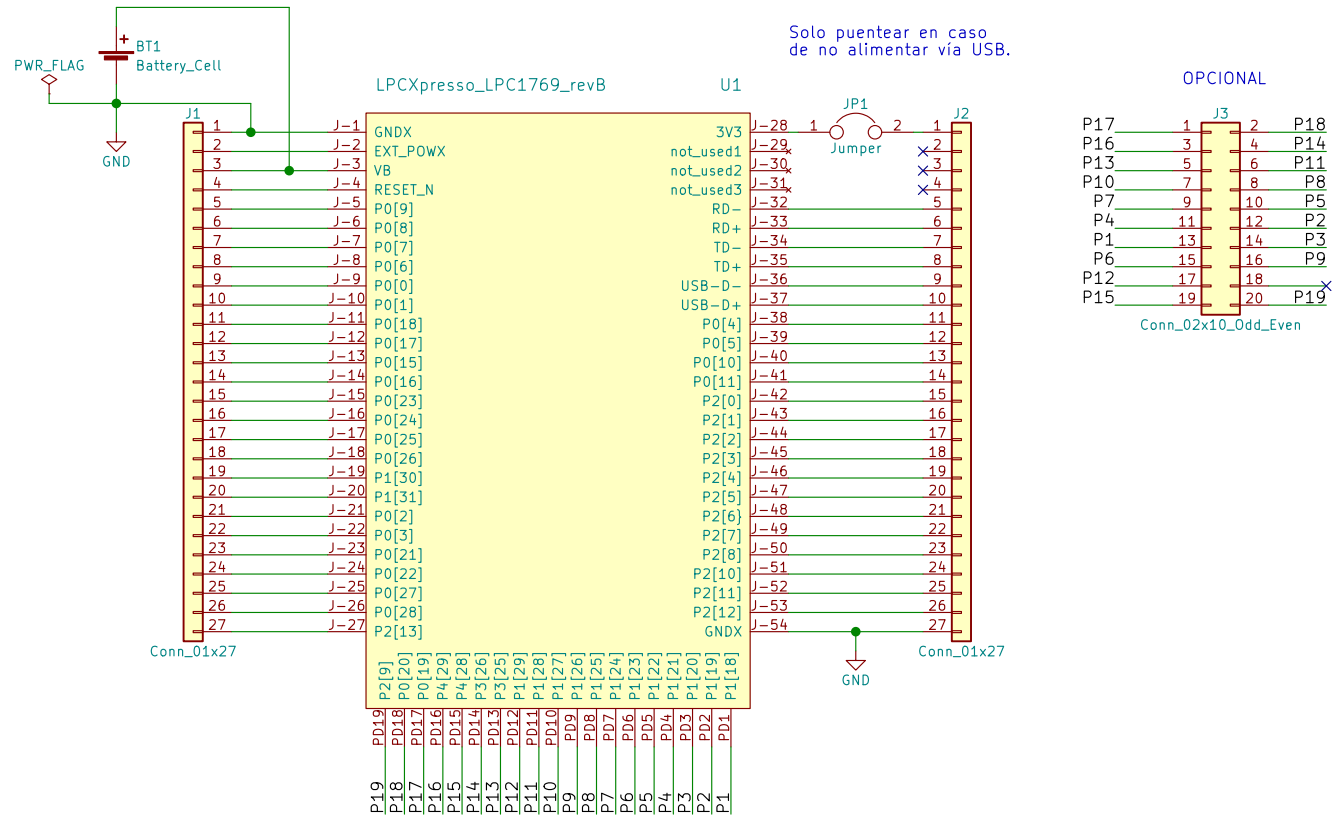 Solo puentear en caso
de no alimentar vía USB.
BT1
Battery_Cell
PWR_FLAG
GND
LPCXpresso_LPC1769_revB U1
JP1
Jumper
OPCIONAL
J1
1 J-1 GNDX
2 J-2 EXT_POWX
3 J-3 VB
4 J-4 RESET_N
5 J-5 P0[9]
6 J-6 P0[8]
7 J-7 P0[7]
8 J-8 P0[6]
9 J-9 P0[0]
10 J-10 P0[1]
11 J-11 P0[18]
12 J-12 P0[17]
13 J-13 P0[15]
14 J-14 P0[16]
15 J-15 P0[23]
16 J-16 P0[24]
17 J-17 P0[25]
18 J-18 P0[26]
19 J-19 P1[30]
20 J-20 P1[31]
21 J-21 P0[2]
22 J-22 P0[3]
23 J-23 P0[21]
24 J-24 P0[22]
25 J-25 P0[27]
26 J-26 P0[28]
27 J-27 P2[13]
Conn_01x27
J2
3V3 J-28 1 2 1
not_used1 J-29 2
not_used2 J-30 3
not_used3 J-31 4
RD- J-32 5
RD+ J-33 6
TD- J-34 7
TD+ J-35 8
USB-D- J-36 9
USB-D+ J-37 10
P0[4] J-38 11
P0[5] J-39 12
P0[10] J-40 13
P0[11] J-41 14
P2[0] J-42 15
P2[1] J-43 16
P2[2] J-44 17
P2[3] J-45 18
P2[4] J-46 19
P2[5] J-47 20
P2[6} J-48 21
P2[7] J-49 22
P2[8] J-50 23
P2[10] J-51 24
P2[11] J-52 25
P2[12] J-53 26
GNDX J-54 27
GND
Conn_01x27
J3
P17 1 2 P18
P16 3 4 P14
P13 5 6 P11
P10 7 8 P8
P7 9 10 P5
P4 11 12 P2
P1 13 14 P3
P6 15 16 P9
P12 17 18
P15 19 20 P19
Conn_02x10_Odd_Even
P2[9] PD19 P19
P0[20] PD18 P18
P0[19] PD17 P17
P4[29] PD16 P16
P4[28] PD15 P15
P3[26] PD14 P14
P3[25] PD13 P13
P1[29] PD12 P12
P1[28] PD11 P11
P1[27] PD10 P10
P1[26] PD9 P9
P1[25] PD8 P8
P1[24] PD7 P7
P1[23] PD6 P6
P1[22] PD5 P5
P1[21] PD4 P4
P1[20] PD3 P3
P1[19] PD2 P2
P1[18] PD1 P1